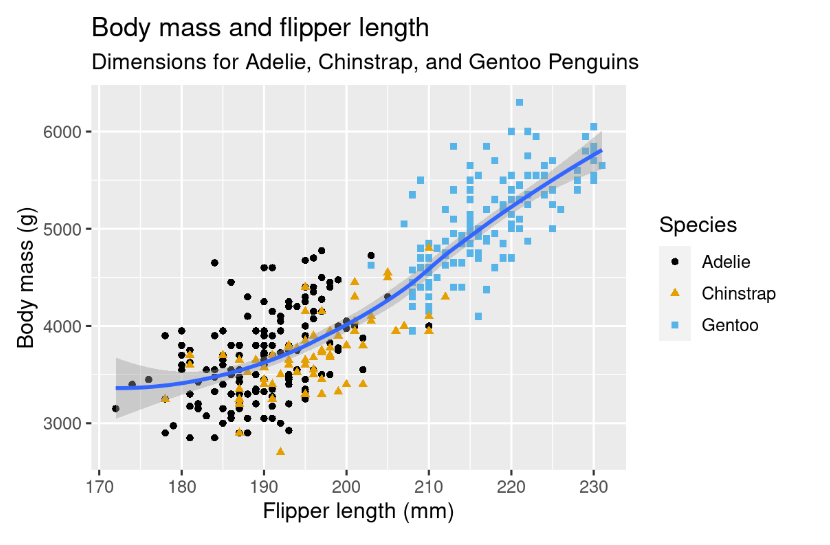 Body mass and flipper length
Dimensions for Adelie, Chinstrap, and Gentoo Penguins
6000
5000
4000
3000
Body mass (g)
170 180 190 200 210 220 230
Flipper length (mm)
Species
Adelie
Chinstrap
Gentoo